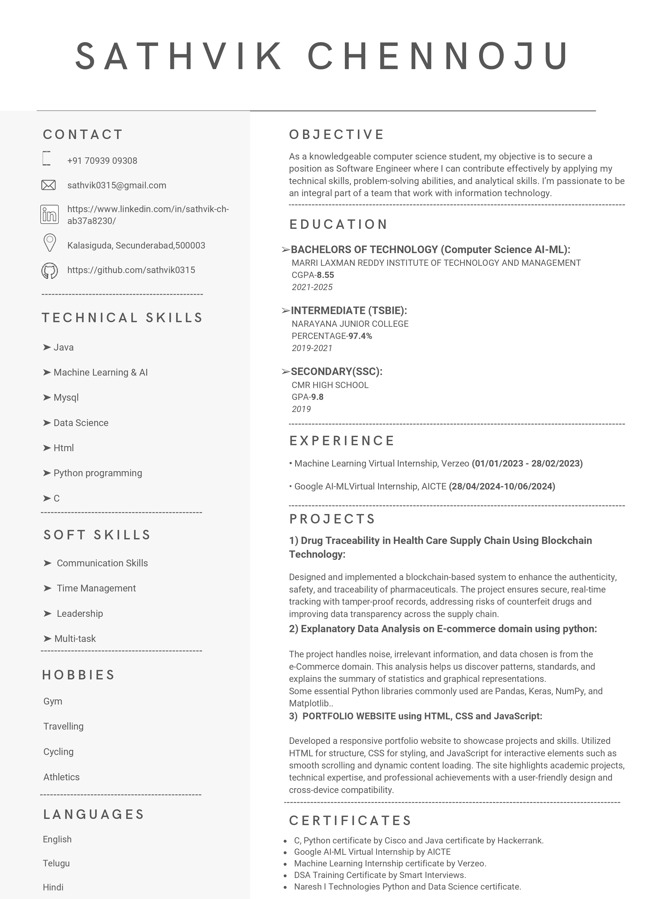 SATHVIK CHENNOJU
CONTACT
+91 70939 09308
sathvik0315@gmail.com
https://www.linkedin.com/in/sathvik-ch-
ab37a8230/
Kalasiguda, Secunderabad,500003
https://github.com/sathvik0315
TECHNICAL SKILLS
➤ Java
➤ Machine Learning & AI
➤ Mysql
➤ Data Science
➤ Html
➤ Python programming
➤ C
SOFT SKILLS
➤ Communication Skills
➤ Time Management
➤ Leadership
➤ Multi-task
HOBBIES
Gym
Travelling
Cycling
Athletics
LANGUAGES
English
Telugu
Hindi
OBJECTIVE
As a knowledgeable computer science student, my objective is to secure a
position as Software Engineer where I can contribute effectively by applying my
technical skills, problem-solving abilities, and analytical skills. I'm passionate to be
an integral part of a team that work with information technology.
EDUCATION
➢BACHELORS OF TECHNOLOGY (Computer Science AI-ML):
MARRI LAXMAN REDDY INSTITUTE OF TECHNOLOGY AND MANAGEMENT
CGPA-8.55
2021-2025
➢INTERMEDIATE (TSBIE):
NARAYANA JUNIOR COLLEGE
PERCENTAGE-97.4%
2019-2021
➢SECONDARY(SSC):
CMR HIGH SCHOOL
GPA-9.8
2019
EXPERIENCE
• Machine Learning Virtual Internship, Verzeo (01/01/2023 - 28/02/2023)
• Google AI-MLVirtual Internship, AICTE (28/04/2024-10/06/2024)
PROJECTS
1) Drug Traceability in Health Care Supply Chain Using Blockchain
Technology:
Designed and implemented a blockchain-based system to enhance the authenticity,
safety, and traceability of pharmaceuticals. The project ensures secure, real-time
tracking with tamper-proof records, addressing risks of counterfeit drugs and
improving data transparency across the supply chain.
2) Explanatory Data Analysis on E-commerce domain using python:
The project handles noise, irrelevant information, and data chosen is from the
e-Commerce domain. This analysis helps us discover patterns, standards, and
explains the summary of statistics and graphical representations.
Some essential Python libraries commonly used are Pandas, Keras, NumPy, and
Matplotlib..
3) PORTFOLIO WEBSITE using HTML, CSS and JavaScript:
Developed a responsive portfolio website to showcase projects and skills. Utilized
HTML for structure, CSS for styling, and JavaScript for interactive elements such as
smooth scrolling and dynamic content loading. The site highlights academic projects,
technical expertise, and professional achievements with a user-friendly design and
cross-device compatibility.
CERTIFICATES
• C, Python certificate by Cisco and Java certificate by Hackerrank.
• Google AI-ML Virtual Internship by AICTE
• Machine Learning Internship certificate by Verzeo.
• DSA Training Certificate by Smart Interviews.
• Naresh I Technologies Python and Data Science certificate.